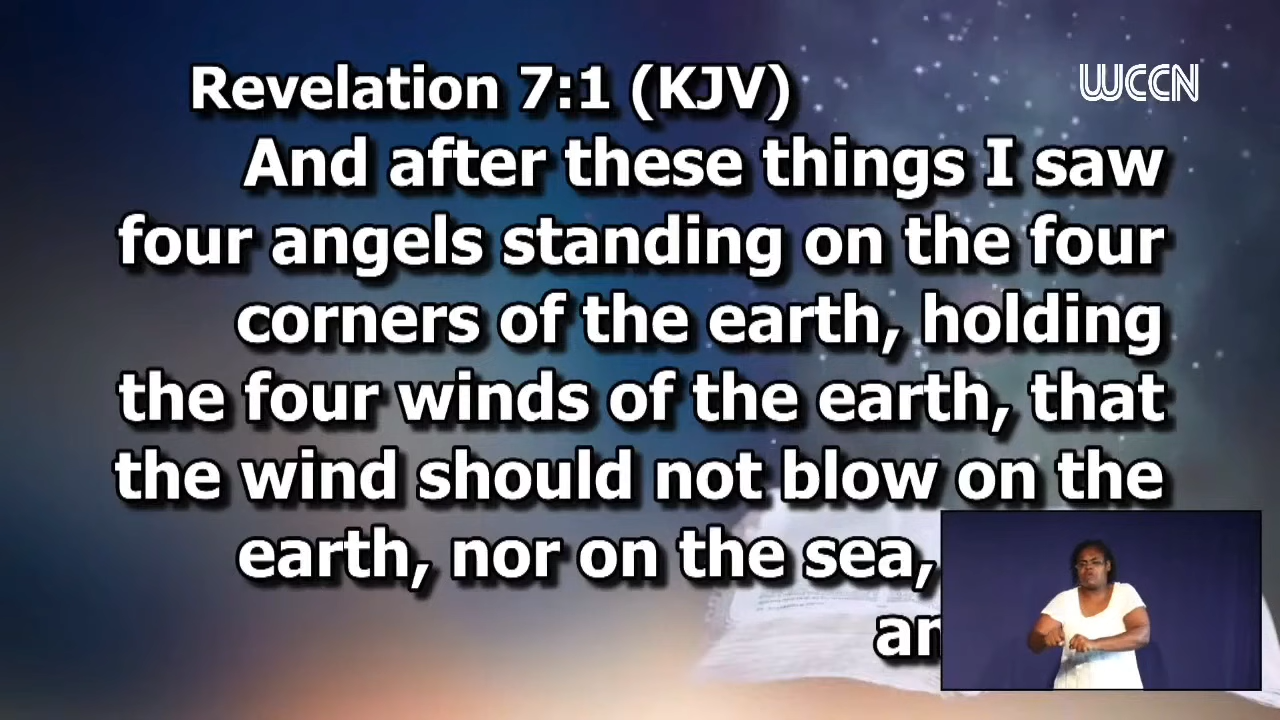 Revelation 7:1 (KJV)
WCCN
And after these things I saw
four angels standing on the four
corners of the earth, holding
the four winds of the earth, that
the wind should not blow on the
earth, nor on the sea,